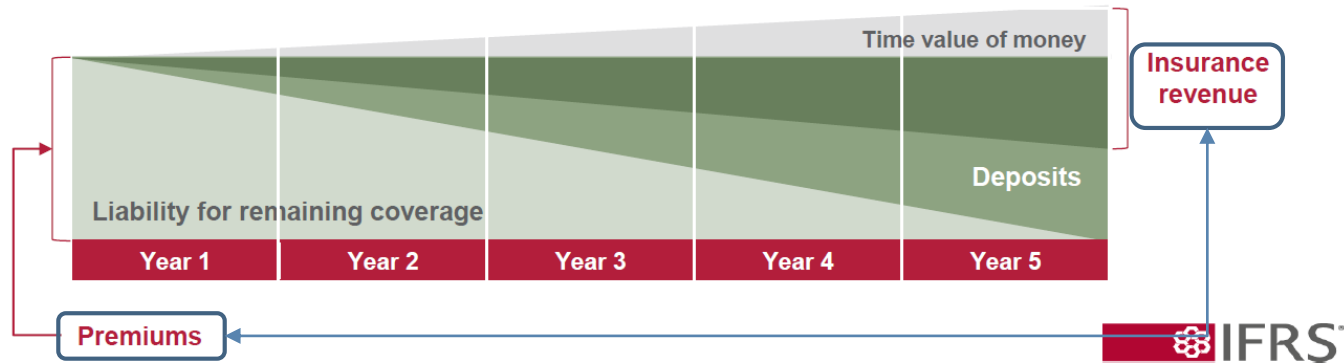 Time value of money
Insurance
revenue
Deposits
Liability for remaining coverage
Year 1
Year 2
Year 3
Year 4
Year 5
Premiums
IFRS®